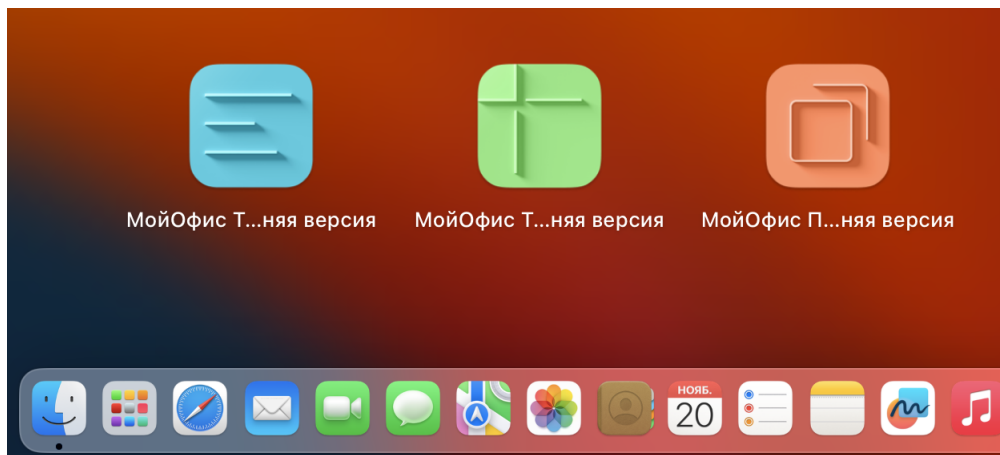 МойОфис Т...няя версия
МойОфис Т...няя версия
МойОфис П...няя версия
НОЯБ.
20